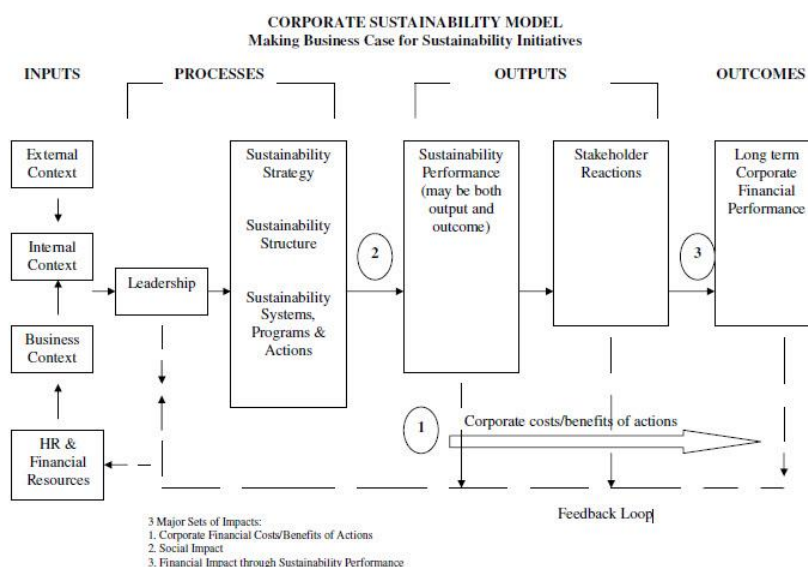 CORPORATE SUSTAINABILITY MODEL
Making Business Case for Sustainability Initiatives
INPUTS
PROCESSES
OUTPUTS
OUTCOMES
External
Context
Internal
Context
Business
Context
HR &
Financial
Resources
Leadership
Sustainability
Strategy
Sustainability
Structure
Sustainability
Systems,
Programs &
Actions
2
Sustainability
Performance
(may be both
output and
outcome)
Stakeholder
Reactions
3
Long term
Corporate
Financial
Performance
1
Corporate costs/benefits of actions
Feedback Loop
3 Major Sets of Impacts:
1. Corporate Financial Costs/Benefits of Actions
2. Social Impact
3. Financial Impact through Sustainability Performance